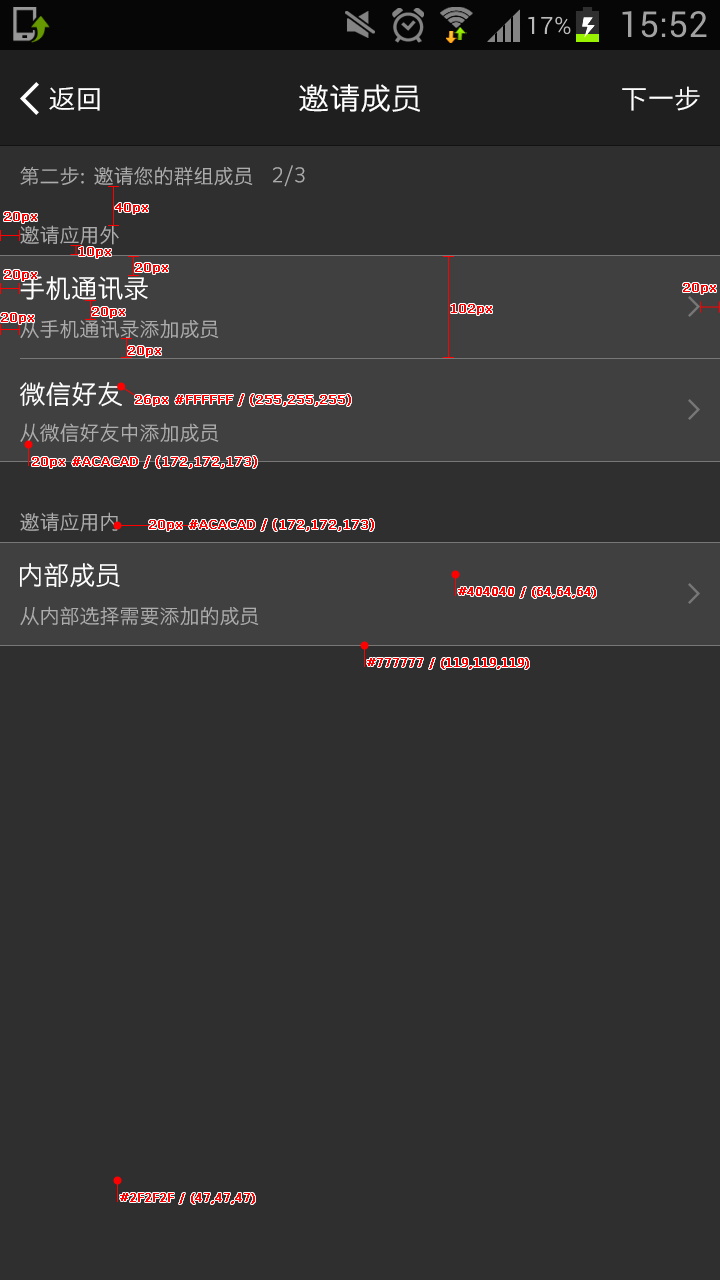 17% 15:52
返回 邀请成员 下一步
第二步: 邀请您的群组成员 2/3
40px
20px
邀请应用外
10px
20px
20px
手机通讯录
20px
20px
102px
20px
从手机通讯录添加成员
20px
微信好友
26px #FFFFFF / (255,255,255)
从微信好友中添加成员
20px #ACACAD / (172,172,173)
邀请应用内
20px #ACACAD / (172,172,173)
内部成员
#404040 / (64,64,64)
从内部选择需要添加的成员
#777777 / (119,119,119)
#2F2F2F / (47,47,47)